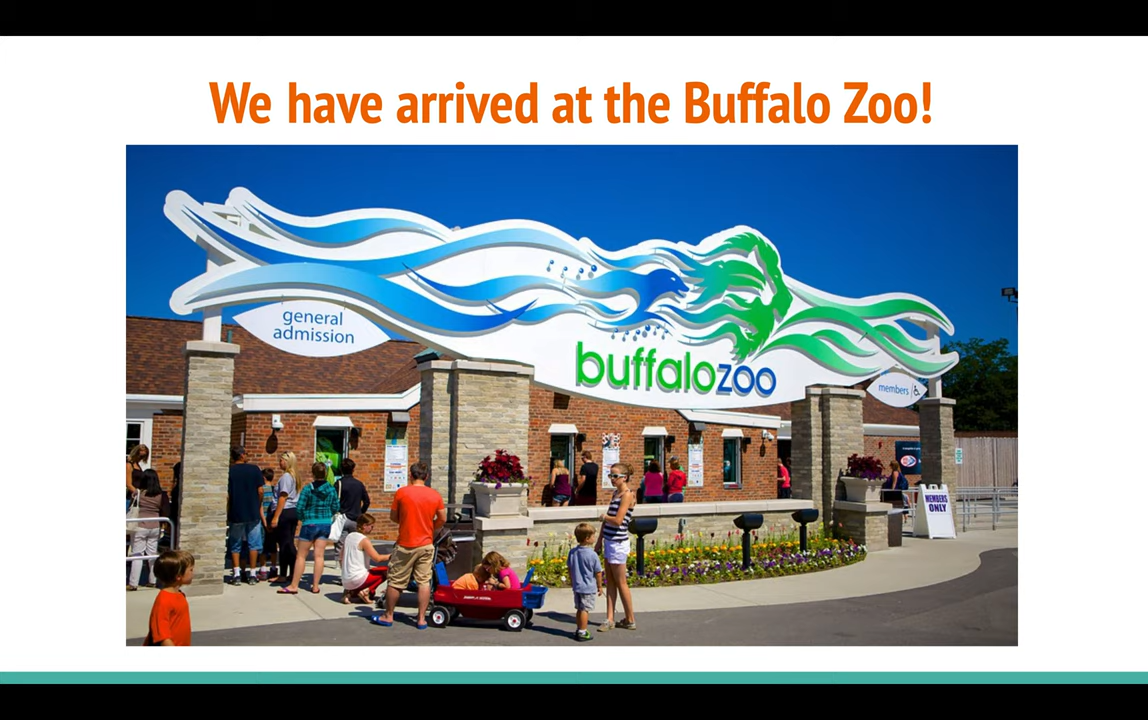 We have arrived at the Buffalo Zoo!
general
admission
buffalozoo
members
MEMBERS
ONLY